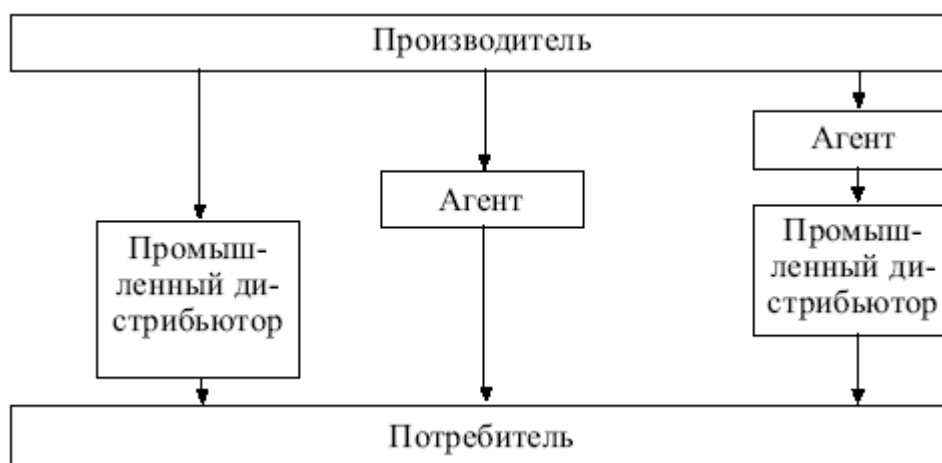 Производитель
Агент
Агент
Промыш-
ленный ди-
стрибьютор
Промыш-
ленный ди-
стрибьютор
Потребитель